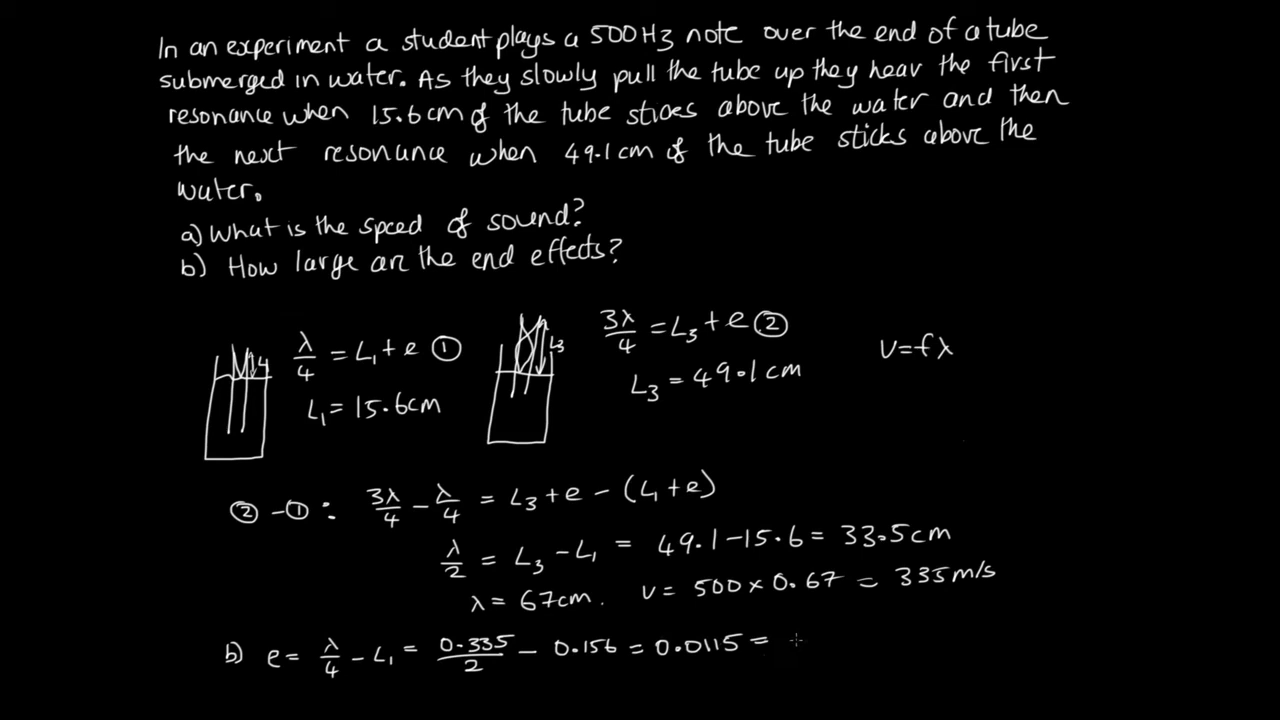 In an experiment a student plays a 500Hz note over the end of a tube
submerged in water. As they slowly pull the tube up they hear the first
resonance when 15.6cm of the tube sticks above the water and then
the next resonance when 49.1cm of the tube sticks above the
water.
a) What is the speed of sound?
b) How large are the end effects?
λ/4 = L₁ + e ①
L₁ = 15.6cm
L₁
3λ/4 = L₃ + e ②
L₃ = 49.1cm
L₃
v=fλ
② - ① : 3λ/4 - λ/4 = L₃ + e - (L₁ + e)
λ/2 = L₃ - L₁ = 49.1 - 15.6 = 33.5cm
λ = 67cm. v = 500 × 0.67 = 335m/s
b) e = λ/4 - L₁ = 0.335/2 - 0.156 = 0.0115 =